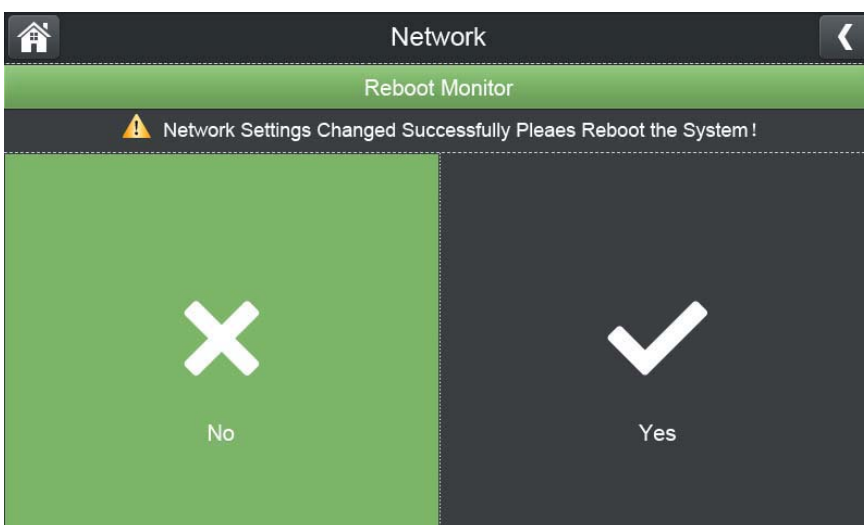 Network
Reboot Monitor
Network Settings Changed Successfully Pleaes Reboot the System!
No
Yes